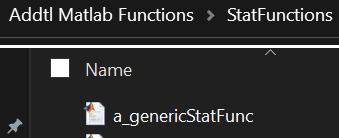 Addtl Matlab Functions > StatFunctions
Name
a_genericStatFunc